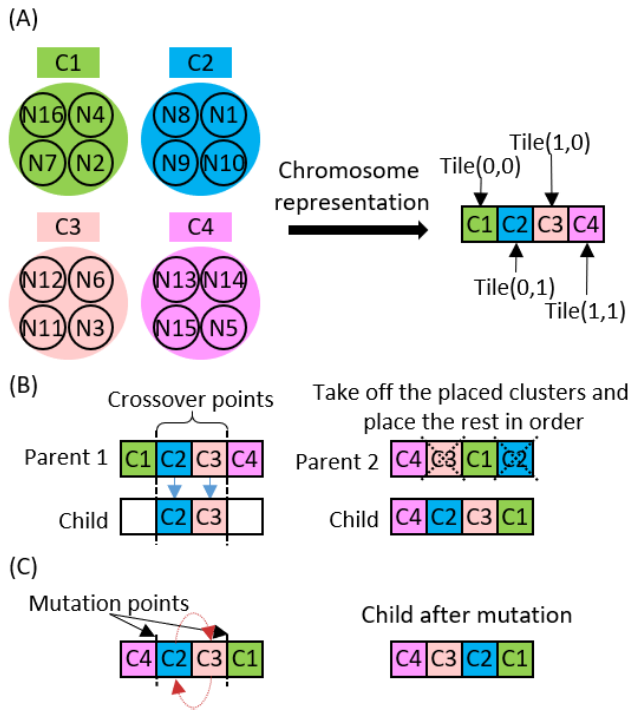 (A)
C1 C2
N16 N4 N8 N1
N7 N2 N9 N10
C3 C4
N12 N6 N13 N14
N11 N3 N15 N5
Chromosome
representation
Tile(1,0)
Tile(0,0)
C1 C2 C3 C4
Tile(0,1)
Tile(1,1)
(B)
Crossover points
Parent 1 C1 C2 C3 C4
Child C2 C3
Take off the placed clusters and
place the rest in order
Parent 2 C4 C3 C1 C2
Child C4 C2 C3 C1
(C)
Mutation points
C4 C2 C3 C1
Child after mutation
C4 C3 C2 C1